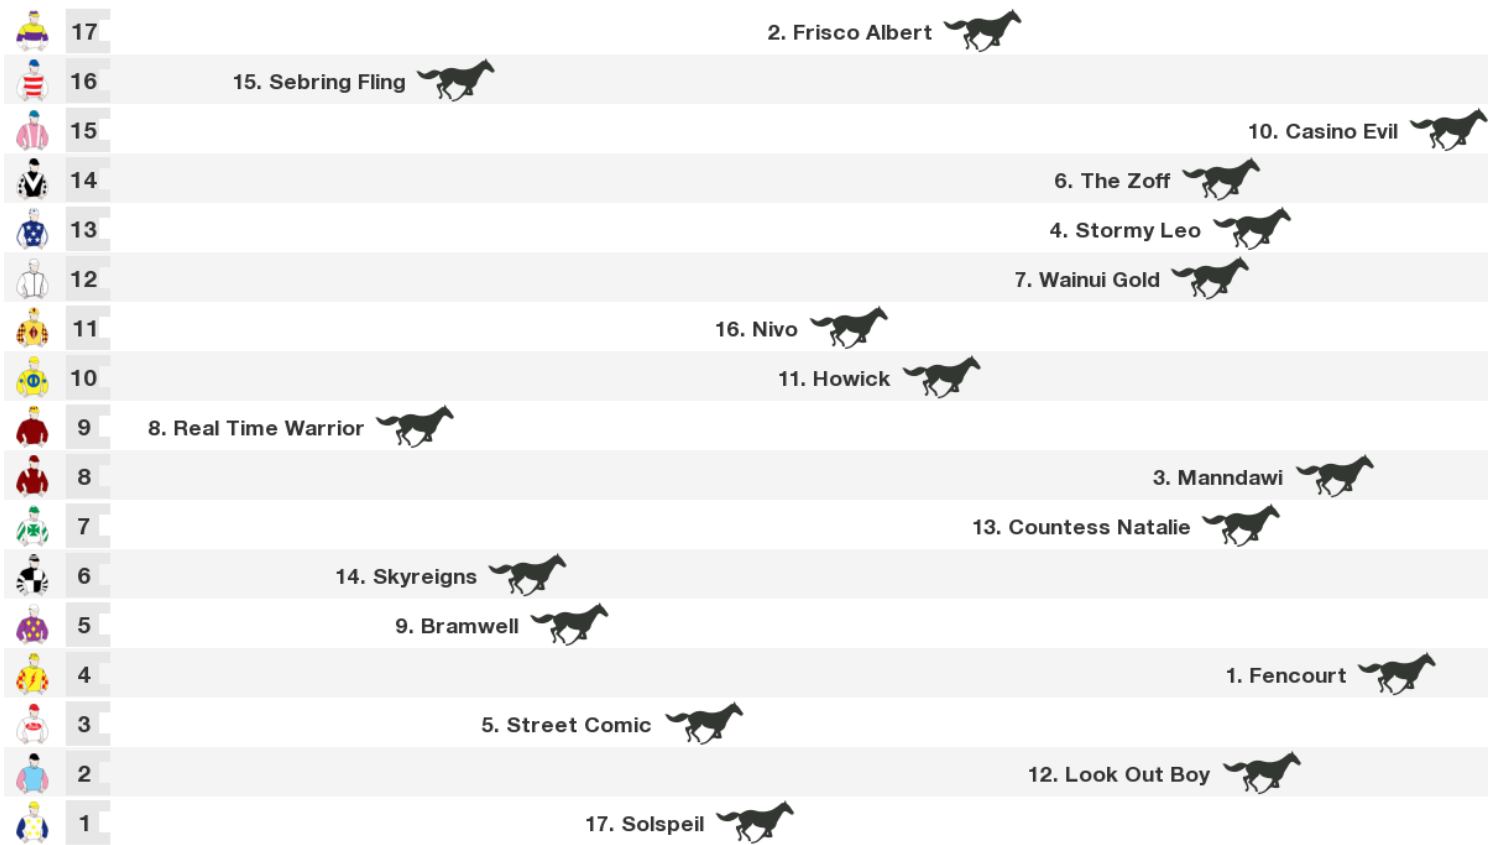 17 2. Frisco Albert
16 15. Sebring Fling
15 10. Casino Evil
14 6. The Zoff
13 4. Stormy Leo
12 7. Wainui Gold
11 16. Nivo
10 11. Howick
9 8. Real Time Warrior
8 3. Manndawi
7 13. Countess Natalie
6 14. Skyreigns
5 9. Bramwell
4 1. Fencourt
3 5. Street Comic
2 12. Look Out Boy
1 17. Solspeil